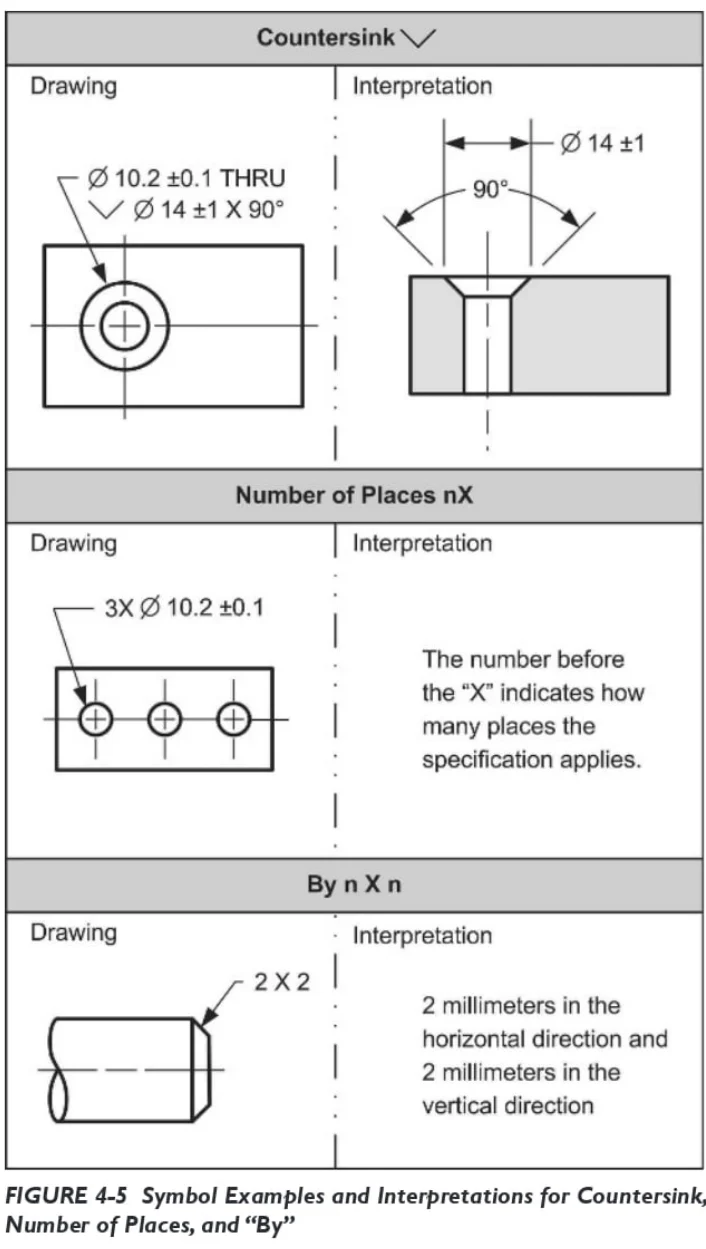 Countersink ⌵
Drawing
Interpretation
Ø 10.2 ±0.1 THRU
⌵ Ø 14 ±1 X 90°
Ø 14 ±1
90°
Number of Places nX
Drawing
Interpretation
3X Ø 10.2 ±0.1
The number before
the “X” indicates how
many places the
specification applies.
By n X n
Drawing
Interpretation
2 X 2
2 millimeters in the
horizontal direction and
2 millimeters in the
vertical direction
FIGURE 4-5 Symbol Examples and Interpretations for Countersink,
Number of Places, and “By”